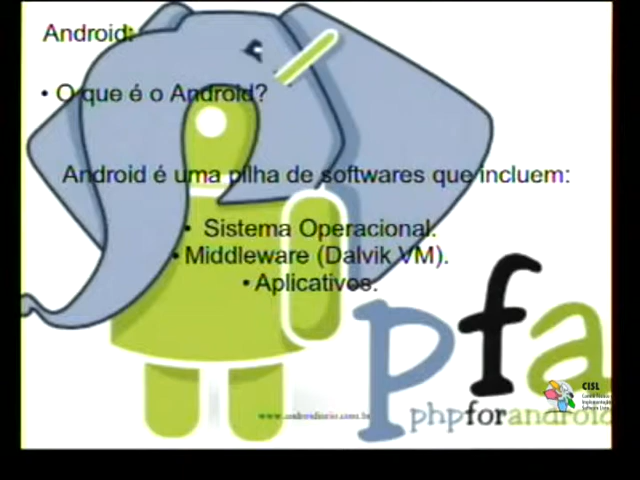 Android:
• O que é o Android?
Android é uma pilha de softwares que incluem:
• Sistema Operacional.
• Middleware (Dalvik VM).
• Aplicativos.
pfa
phpforandroid
CISL